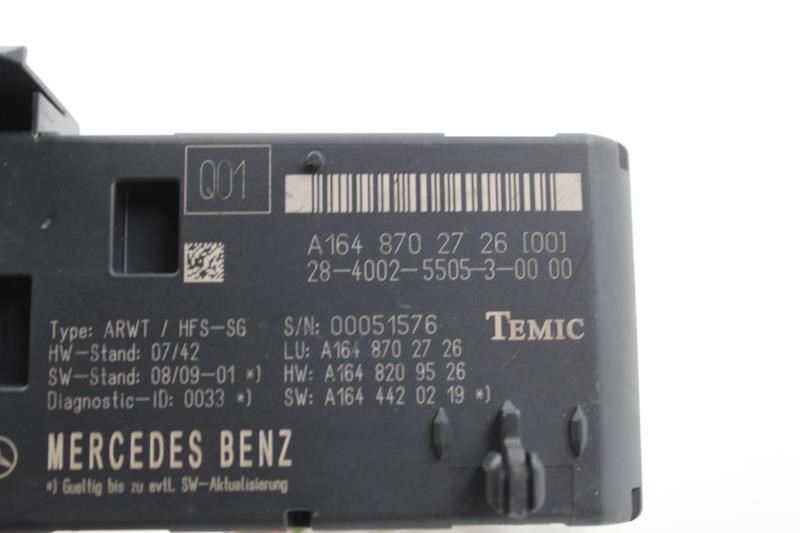 Q01
A164 870 27 26 [00]
28-4002-5505-3-00 00
Type: ARWT / HFS-SG
HW-Stand: 07/42
SW-Stand: 08/09-01 *)
Diagnostic-ID: 0033 *)
S/N: 00051576
LU: A164 870 27 26
HW: A164 820 95 26
SW: A164 442 02 19 *)
TEMIC
MERCEDES BENZ
*) Gueltig bis zu evtl. SW-Aktualisierung